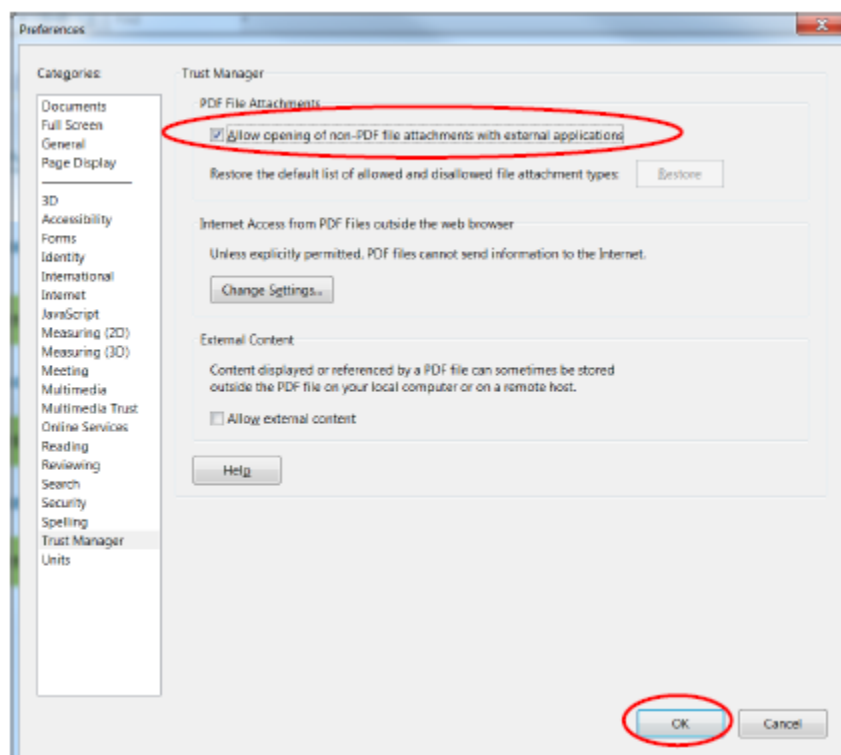 Preferences
Categories:
Documents
Full Screen
General
Page Display
3D
Accessibility
Forms
Identity
International
Internet
JavaScript
Measuring (2D)
Measuring (3D)
Meeting
Multimedia
Multimedia Trust
Online Services
Reading
Reviewing
Search
Security
Spelling
Trust Manager
Units
Trust Manager
PDF File Attachments
Allow opening of non-PDF file attachments with external applications
Restore the default list of allowed and disallowed file attachment types:
Restore
Internet Access from PDF Files outside the web browser
Unless explicitly permitted, PDF files cannot send information to the Internet.
Change Settings...
External Content
Content displayed or referenced by a PDF file can sometimes be stored
outside the PDF file on your local computer or on a remote host.
Allow external content
Help
OK
Cancel